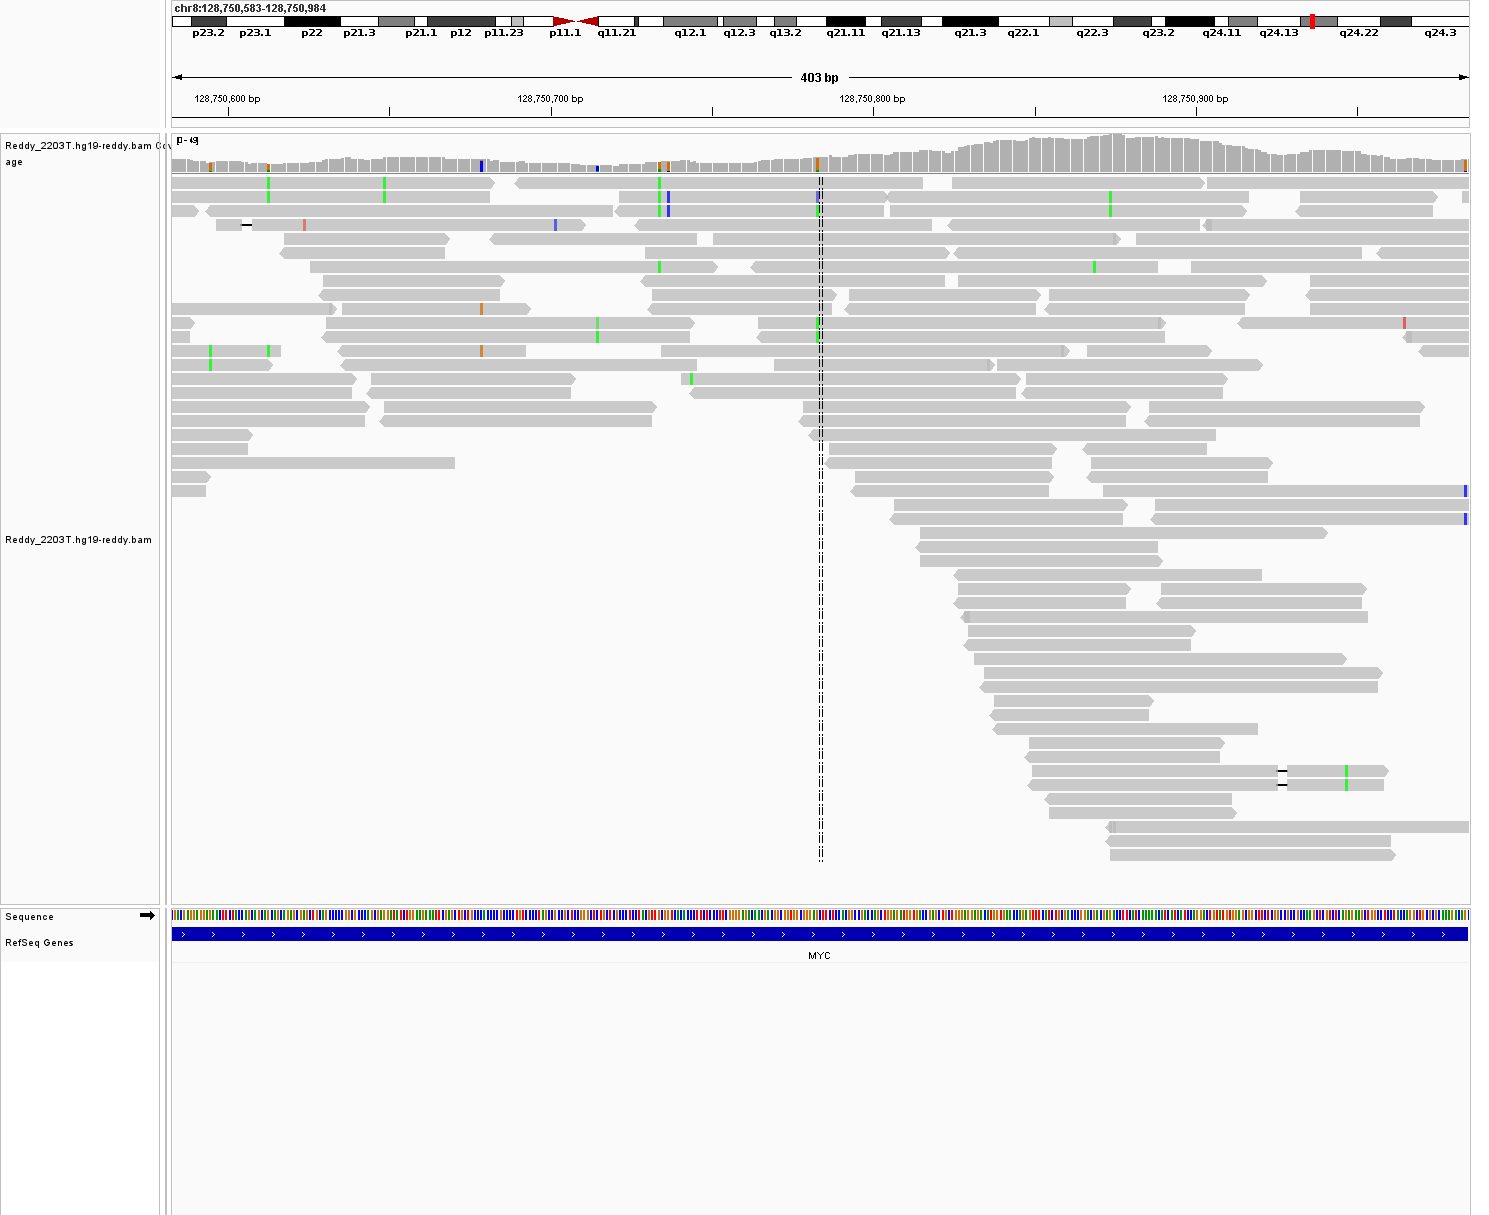 chr8:128,750,583-128,750,984
p23.2 p23.1 p22 p21.3 p21.1 p12 p11.23 p11.1 q11.21 q12.1 q12.3 q13.2 q21.11 q21.13 q21.3 q22.1 q22.3 q23.2 q24.11 q24.13 q24.22 q24.3
403 bp
128,750,600 bp 128,750,700 bp 128,750,800 bp 128,750,900 bp
Reddy_2203T.hg19-reddy.bam
age
Reddy_2203T.hg19-reddy.bam
Sequence
RefSeq Genes
MYC